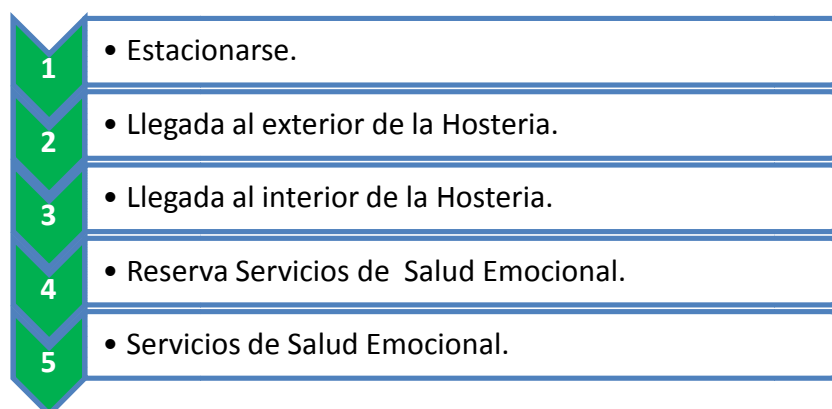 1 • Estacionarse.
2 • Llegada al exterior de la Hosteria.
3 • Llegada al interior de la Hosteria.
4 • Reserva Servicios de Salud Emocional.
5 • Servicios de Salud Emocional.